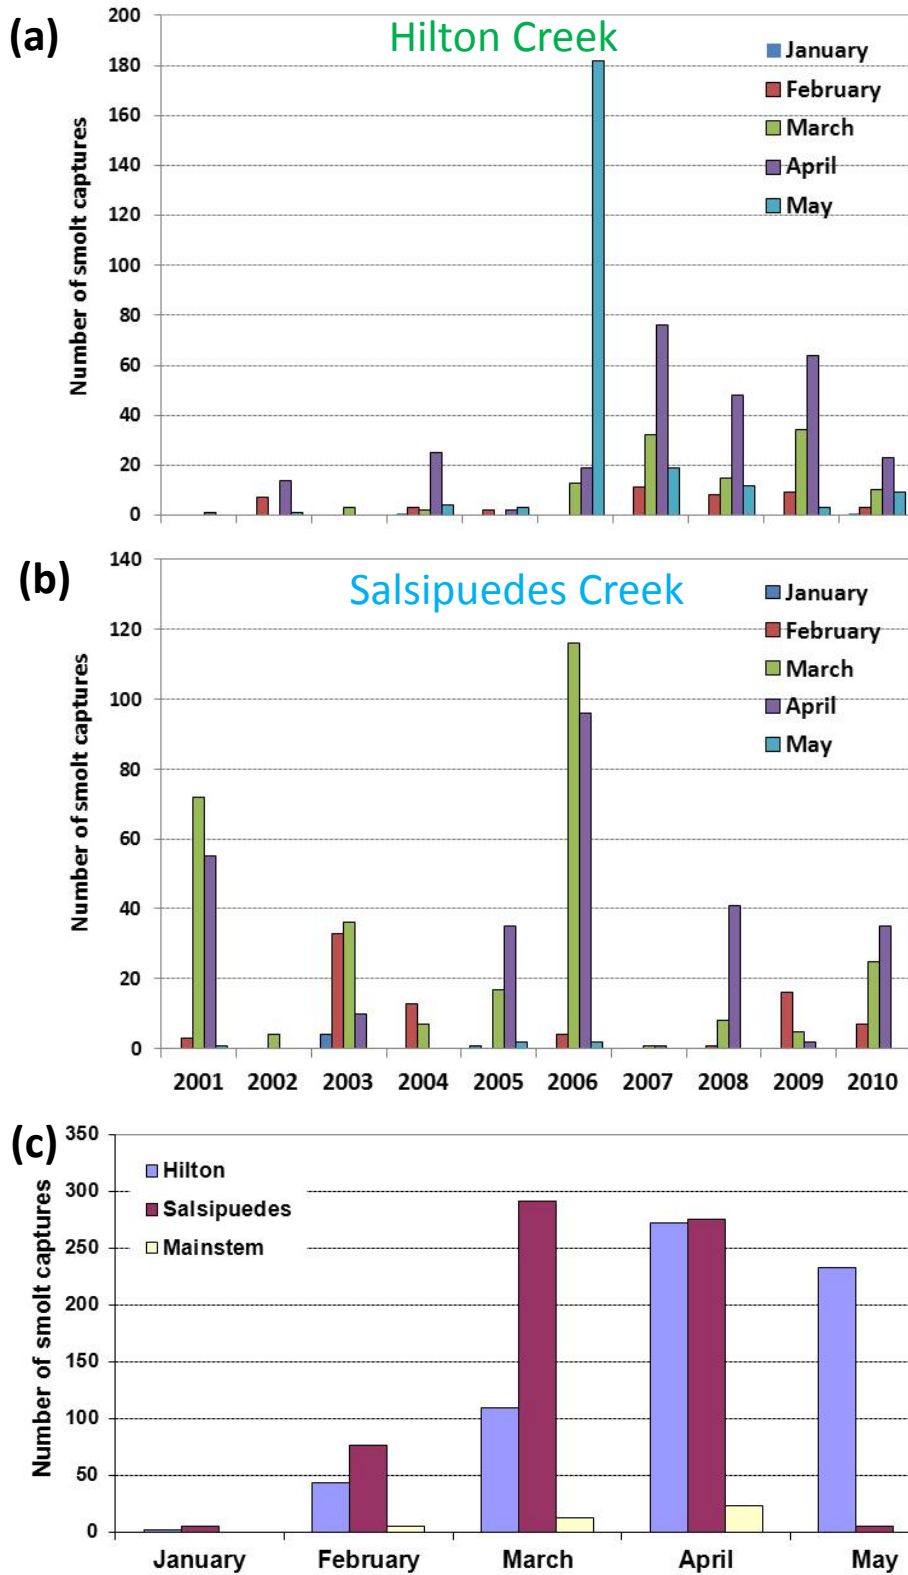 (a)
Hilton Creek
Number of smolt captures
200
180
160
140
120
100
80
60
40
20
0
January
February
March
April
May
(b)
Salsipuedes Creek
Number of smolt captures
140
120
100
80
60
40
20
0
January
February
March
April
May
2001 2002 2003 2004 2005 2006 2007 2008 2009 2010
(c)
Number of smolt captures
350
300
250
200
150
100
50
0
Hilton
Salsipuedes
Mainstem
January February March April May